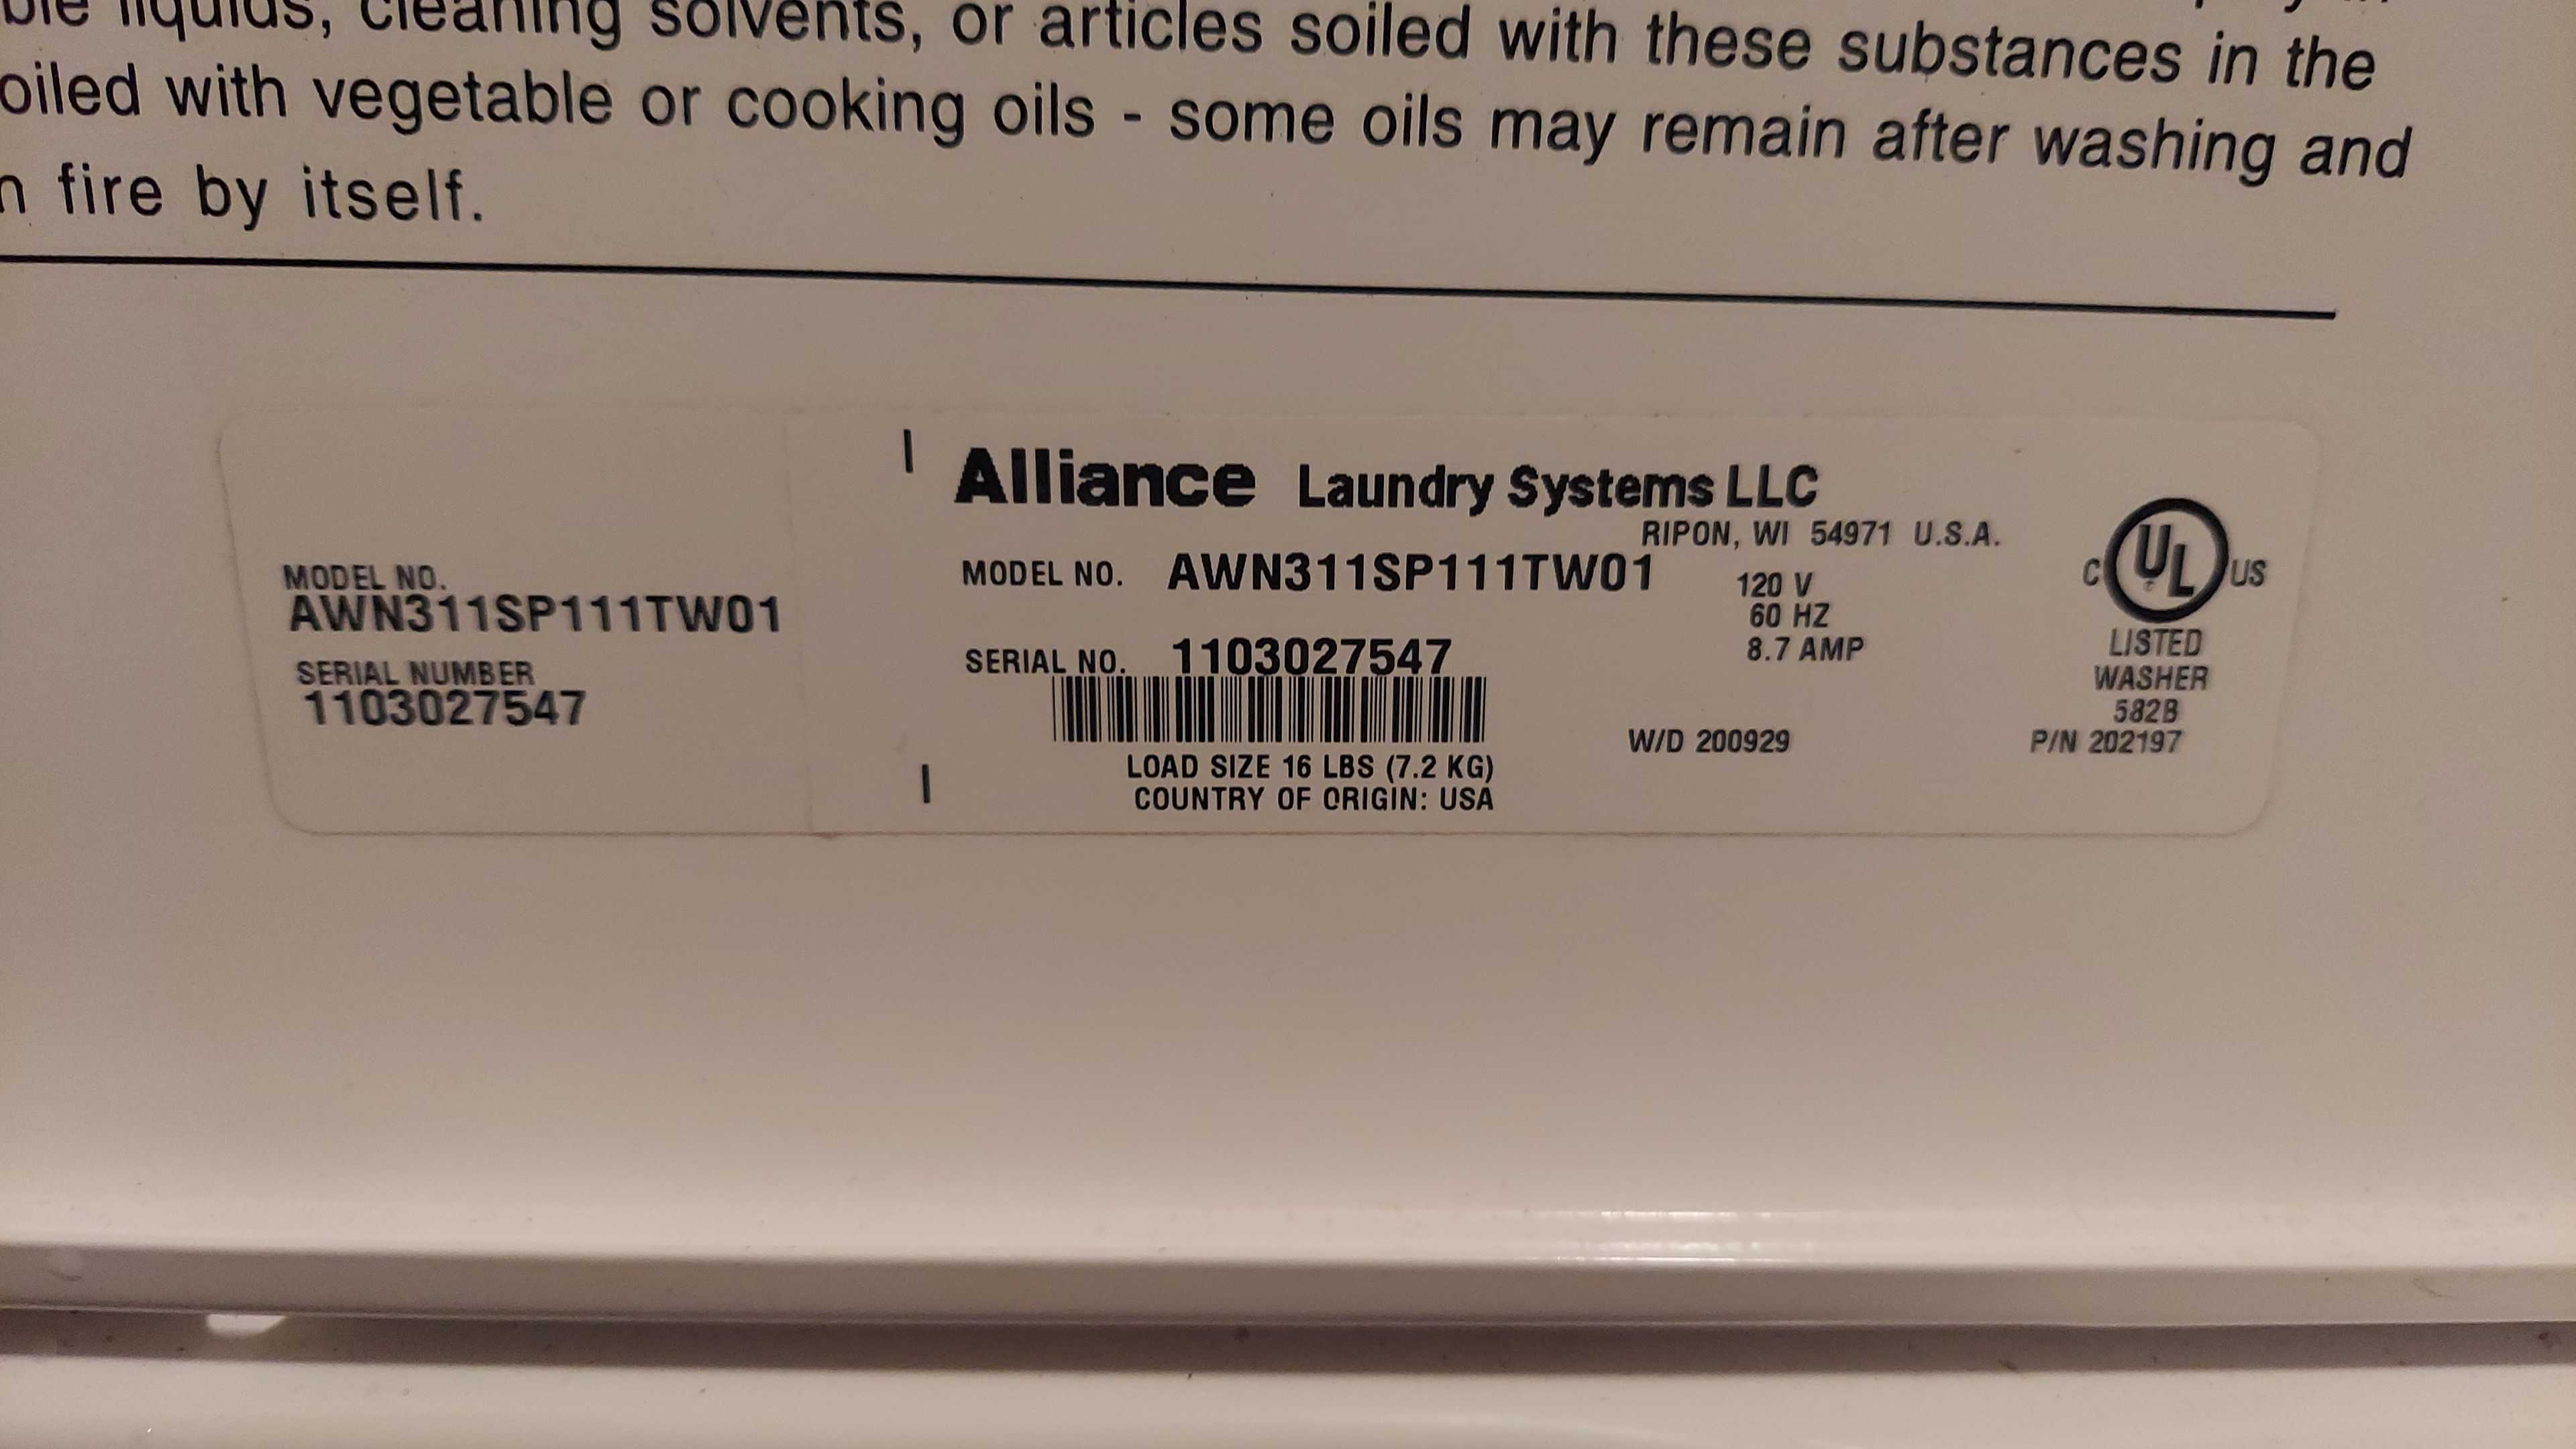 liquids, cleaning solvents, or articles soiled with these substances in the
oiled with vegetable or cooking oils - some oils may remain after washing and
n fire by itself.
MODEL NO.
AWN311SP111TW01
SERIAL NUMBER
1103027547
Alliance Laundry Systems LLC
RIPON, WI 54971 U.S.A.
MODEL NO. AWN311SP111TW01
120 V
60 HZ
8.7 AMP
SERIAL NO. 1103027547
LOAD SIZE 16 LBS (7.2 KG)
COUNTRY OF ORIGIN: USA
W/D 200929
C UL US
LISTED
WASHER
582B
P/N 202197